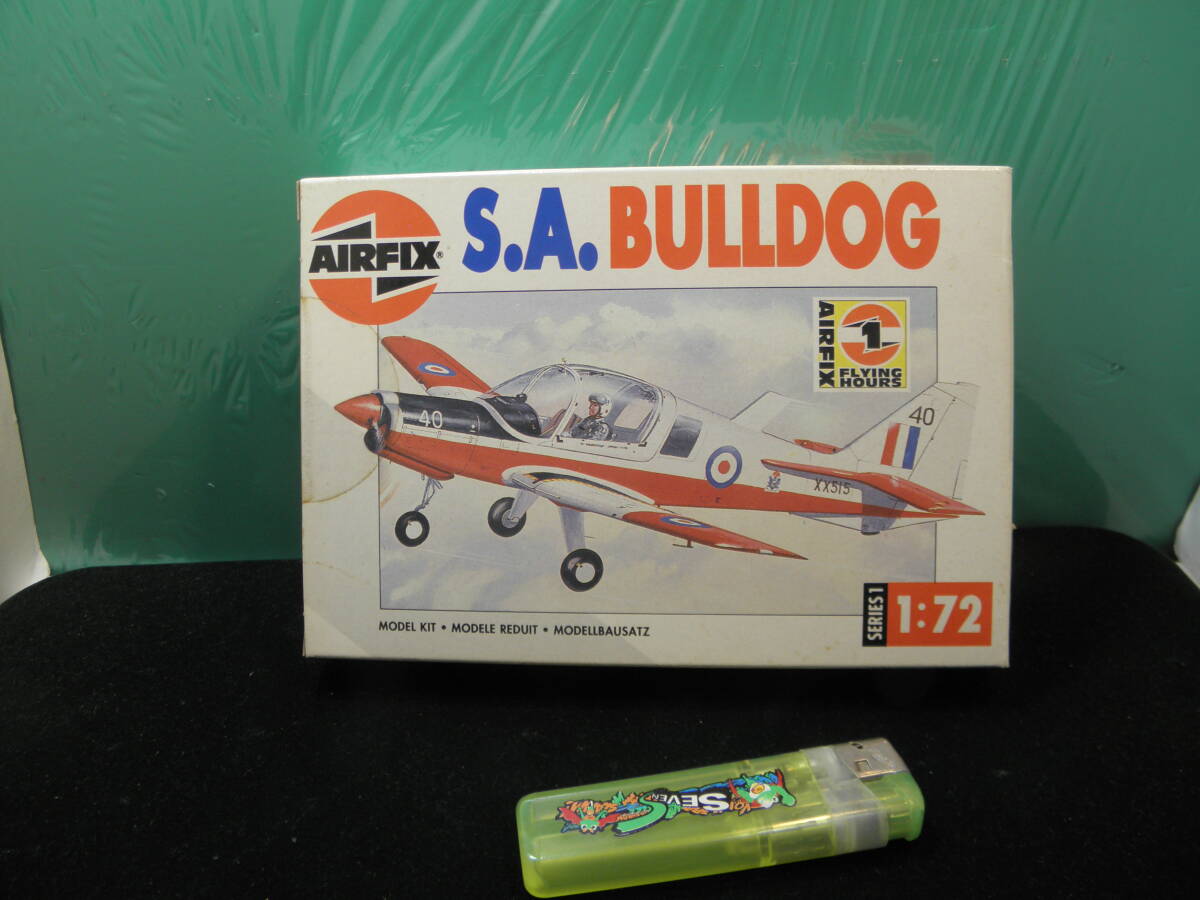 AIRFIX®
S.A. BULLDOG
AIRFIX
1
FLYING
HOURS
40
40
XX515
MODEL KIT • MODELE REDUIT • MODELLBAUSATZ
SERIES 1
1:72
SEVEN